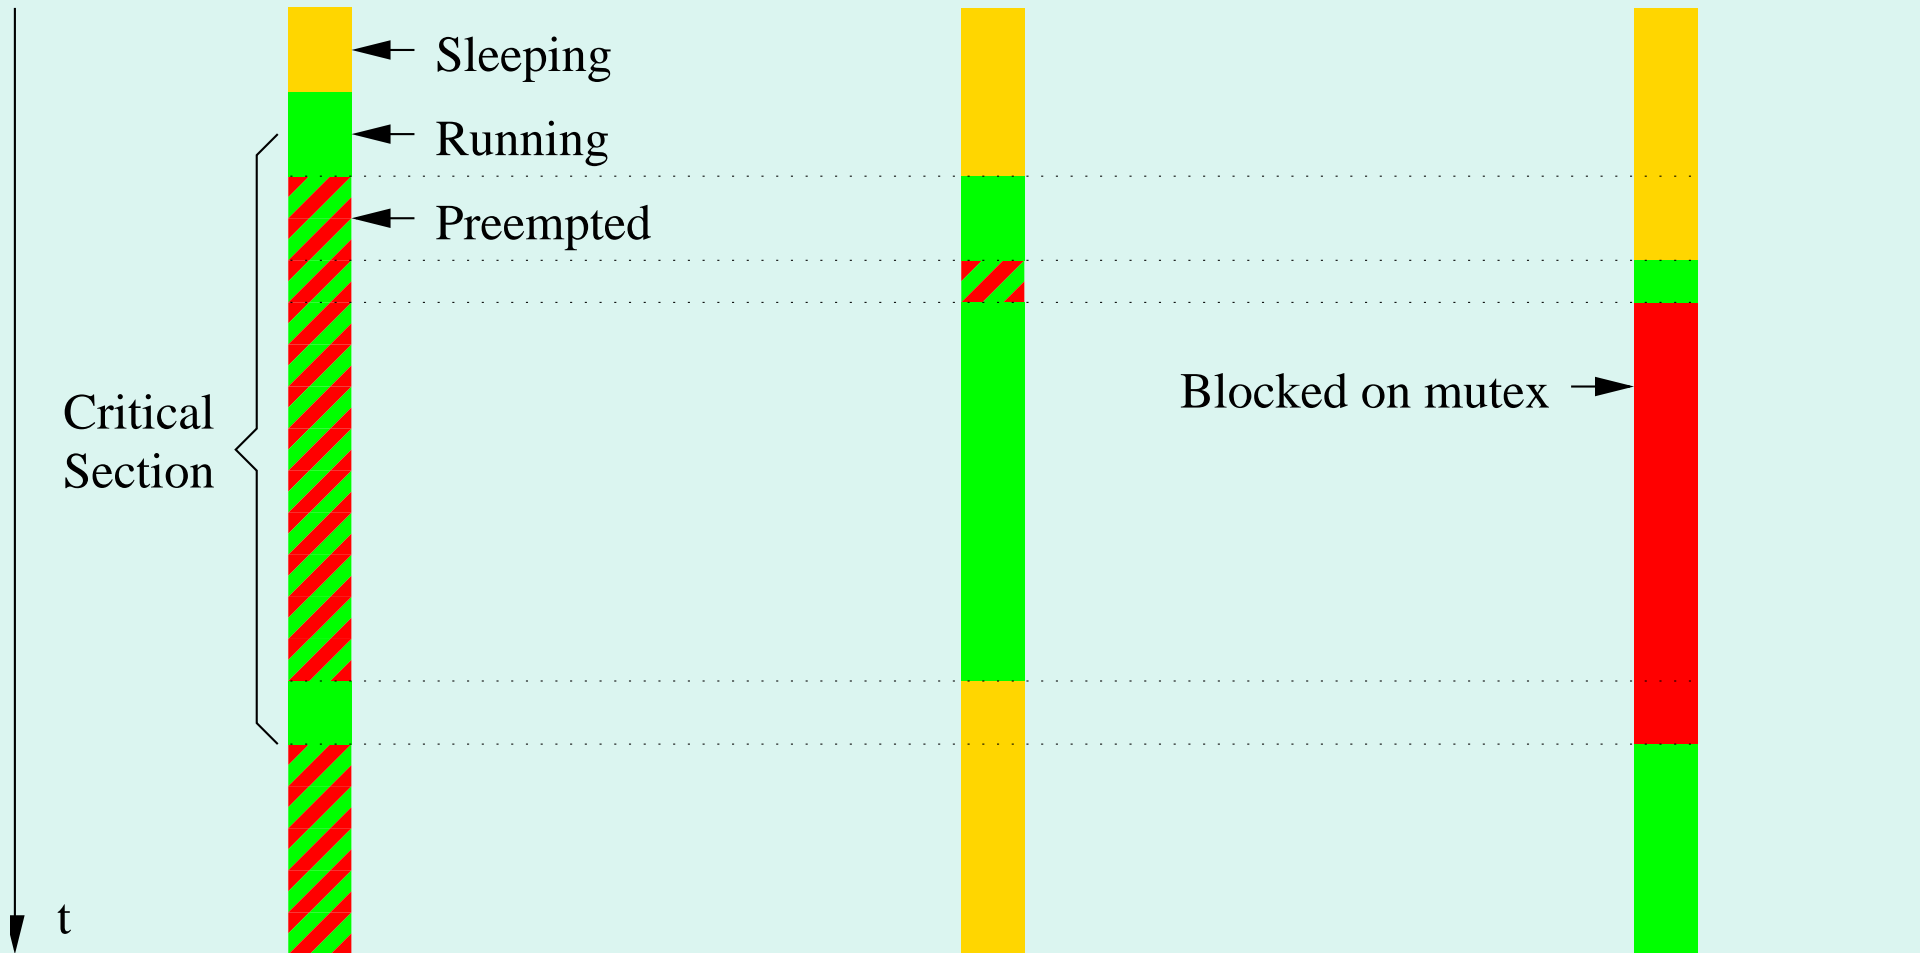 Sleeping
Running
Preempted
Blocked on mutex
Critical
Section
t